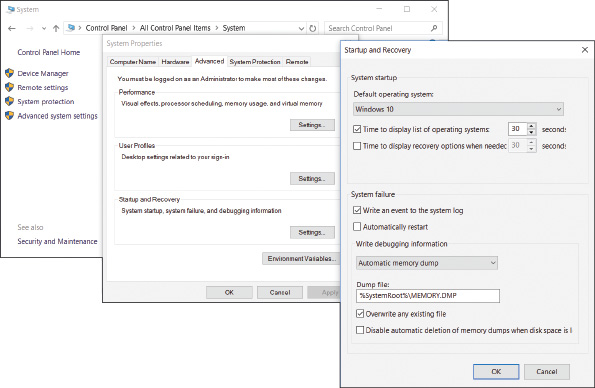 System
Control Panel > All Control Panel Items > System
Search Control Panel
Control Panel Home
Device Manager
Remote settings
System protection
Advanced system settings
See also
Security and Maintenance
System Properties
Computer Name
Hardware
Advanced
System Protection
Remote
You must be logged on as an Administrator to make most of these changes.
Performance
Visual effects, processor scheduling, memory usage, and virtual memory
Settings...
User Profiles
Desktop settings related to your sign-in
Settings...
Startup and Recovery
System startup, system failure, and debugging information
Settings...
Environment Variables...
OK
Cancel
Apply
Startup and Recovery
System startup
Default operating system:
Windows 10
Time to display list of operating systems: 30 seconds
Time to display recovery options when needed: 30 seconds
System failure
Write an event to the system log
Automatically restart
Write debugging information
Automatic memory dump
Dump file:
%SystemRoot%\MEMORY.DMP
Overwrite any existing file
Disable automatic deletion of memory dumps when disk space is l
OK
Cancel